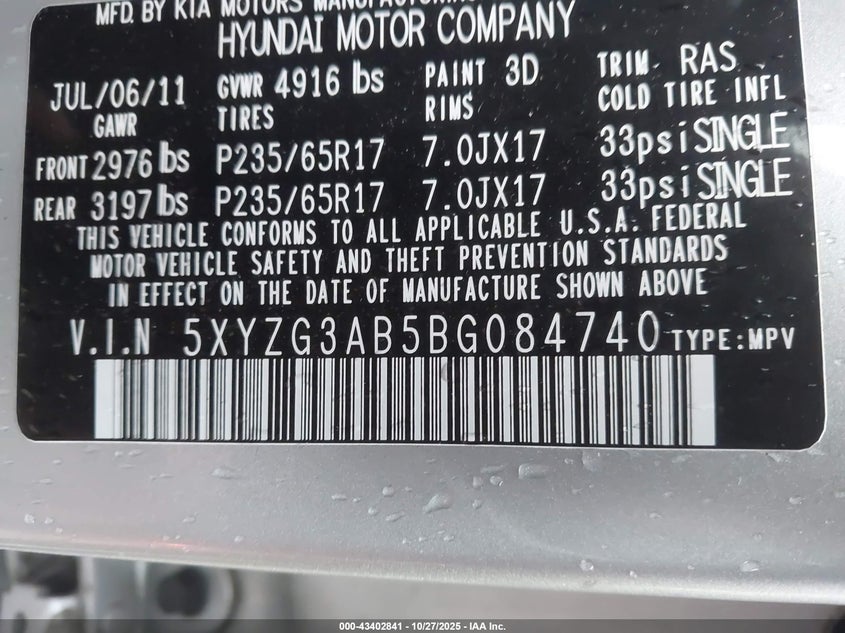 MFD. BY KIA MOTORS MANUFACTURING
HYUNDAI MOTOR COMPANY
JUL/06/11 GVWR 4916 lbs PAINT 3D TRIM RAS
GAWR TIRES RIMS COLD TIRE INFL
FRONT 2976 lbs P235/65R17 7.0JX17 33psi SINGLE
REAR 3197 lbs P235/65R17 7.0JX17 33psi SINGLE
THIS VEHICLE CONFORMS TO ALL APPLICABLE U.S.A. FEDERAL
MOTOR VEHICLE SAFETY AND THEFT PREVENTION STANDARDS
IN EFFECT ON THE DATE OF MANUFACTURE SHOWN ABOVE
V.I.N 5XYZG3AB5BG084740 TYPE:MPV
000-43402841 - 10/27/2025 - IAA Inc.